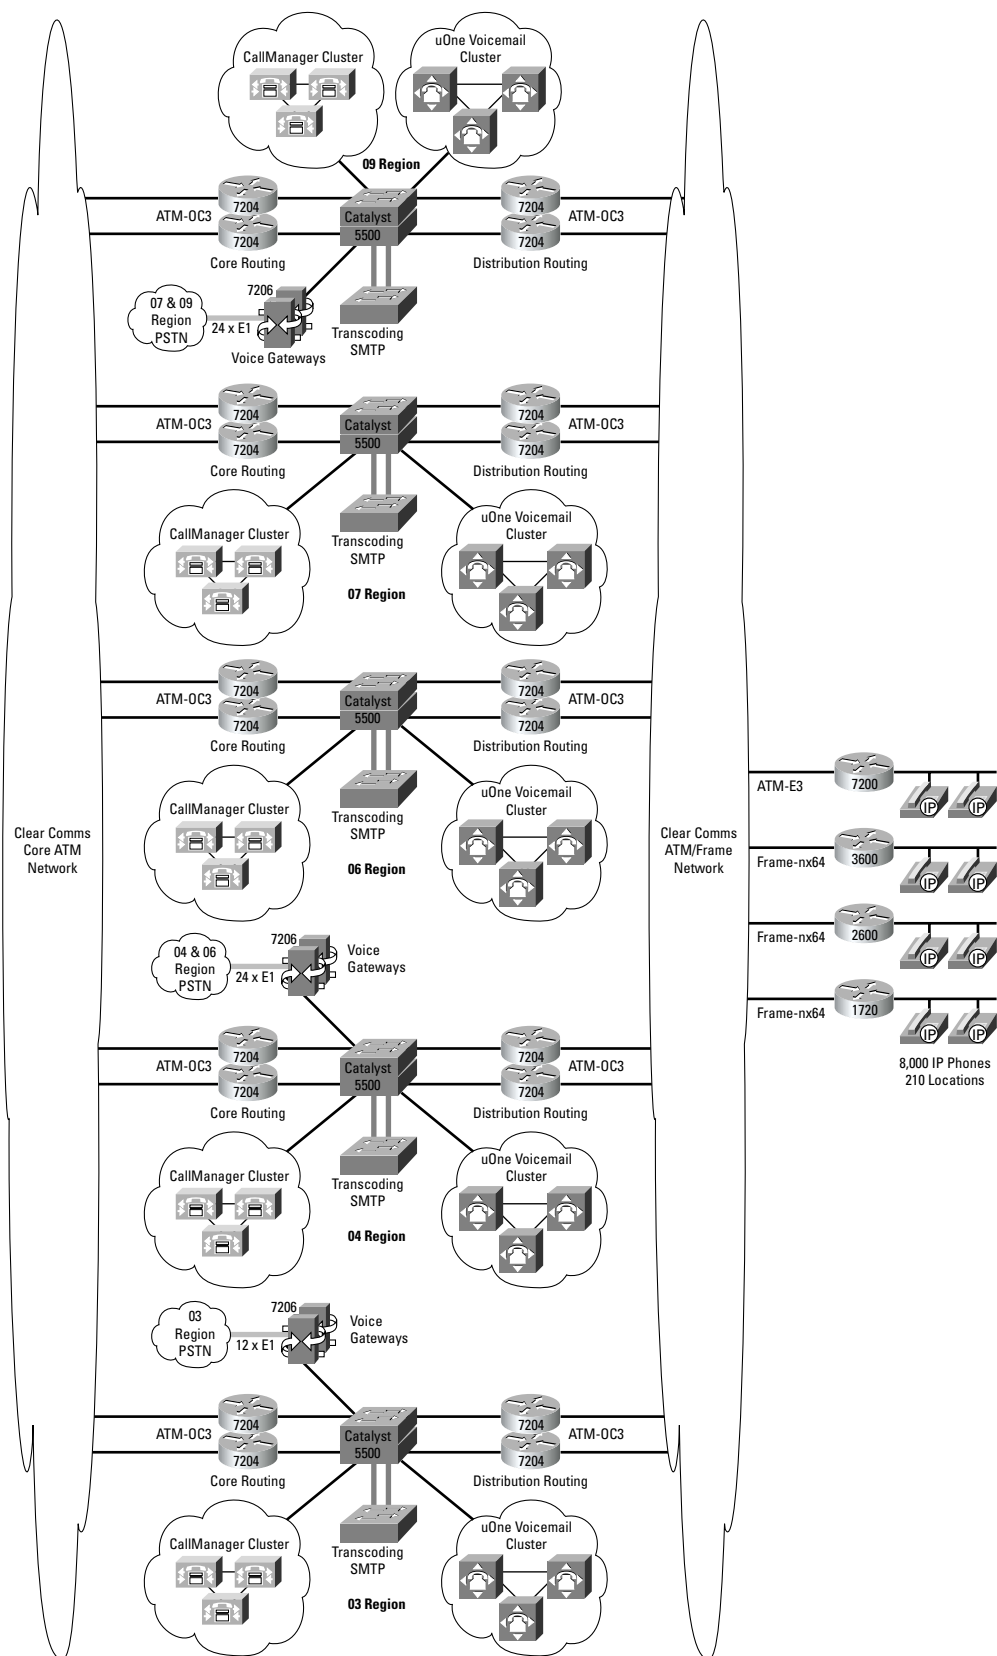 CallManager Cluster
uOne Voicemail
Cluster
09 Region
7204
7204
ATM-OC3
Core Routing
Catalyst
5500
7204
7204
ATM-OC3
Distribution Routing
07 & 09
Region
PSTN
24 x E1
7206
Voice Gateways
Transcoding
SMTP
7204
7204
ATM-OC3
Core Routing
Catalyst
5500
7204
7204
ATM-OC3
Distribution Routing
CallManager Cluster
Transcoding
SMTP
07 Region
uOne Voicemail
Cluster
7204
7204
ATM-OC3
Core Routing
Catalyst
5500
7204
7204
ATM-OC3
Distribution Routing
CallManager Cluster
Transcoding
SMTP
06 Region
uOne Voicemail
Cluster
Clear Comms
Core ATM
Network
Clear Comms
ATM/Frame
Network
ATM-E3
7200
IP
IP
Frame-nx64
3600
IP
IP
Frame-nx64
2600
IP
IP
Frame-nx64
1720
IP
IP
8,000 IP Phones
210 Locations
04 & 06
Region
PSTN
24 x E1
7206
Voice
Gateways
7204
7204
ATM-OC3
Core Routing
Catalyst
5500
7204
7204
ATM-OC3
Distribution Routing
CallManager Cluster
Transcoding
SMTP
04 Region
uOne Voicemail
Cluster
03
Region
PSTN
12 x E1
7206
Voice
Gateways
7204
7204
ATM-OC3
Core Routing
Catalyst
5500
7204
7204
ATM-OC3
Distribution Routing
CallManager Cluster
Transcoding
SMTP
03 Region
uOne Voicemail
Cluster